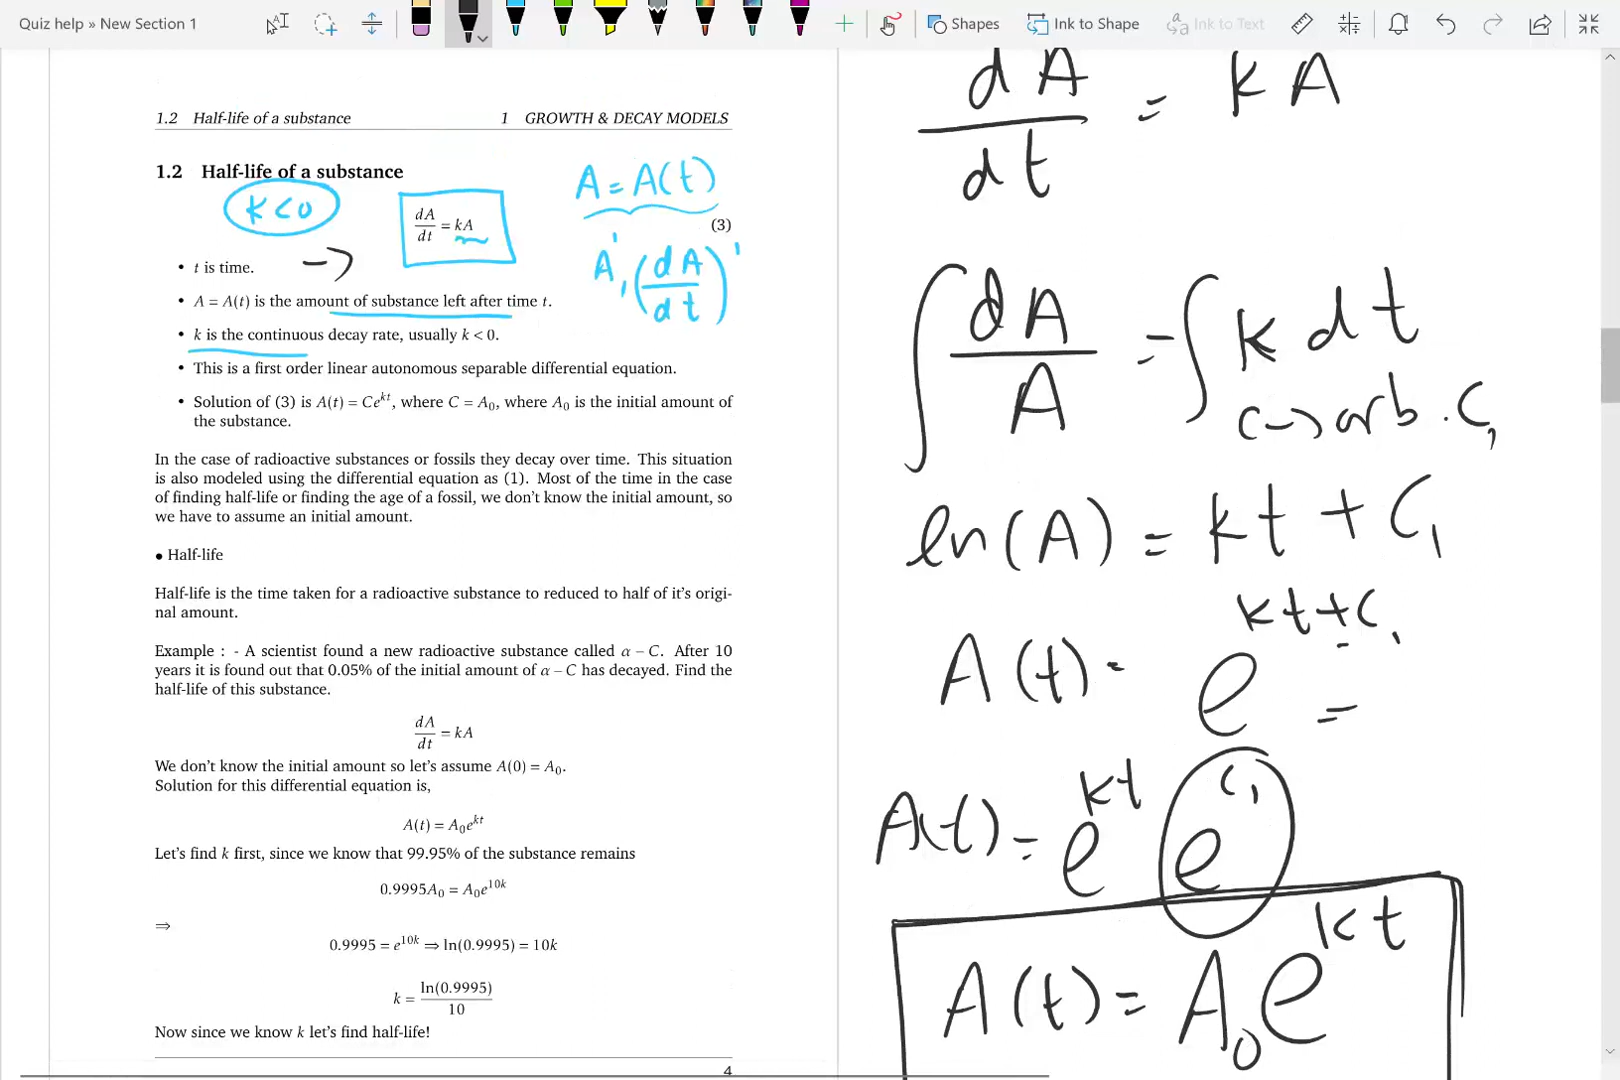 Quiz help » New Section 1
Shapes
Ink to Shape
Ink to Text
1.2 Half-life of a substance
1 GROWTH & DECAY MODELS
1.2 Half-life of a substance
k<0
dA/dt = kA
A = A(t)
(3)
A', (dA/dt)'
• t is time.
→
• A = A(t) is the amount of substance left after time t.
• k is the continuous decay rate, usually k < 0.
• This is a first order linear autonomous separable differential equation.
• Solution of (3) is A(t) = Ce^{kt}, where C = A₀, where A₀ is the initial amount of
the substance.
In the case of radioactive substances or fossils they decay over time. This situation
is also modeled using the differential equation as (1). Most of the time in the case
of finding half-life or finding the age of a fossil, we don't know the initial amount, so
we have to assume an initial amount.
• Half-life
Half-life is the time taken for a radioactive substance to reduced to half of it's origi-
nal amount.
Example : - A scientist found a new radioactive substance called α − C. After 10
years it is found out that 0.05% of the initial amount of α − C has decayed. Find the
half-life of this substance.
dA/dt = kA
We don't know the initial amount so let's assume A(0) = A₀.
Solution for this differential equation is,
A(t) = A₀e^{kt}
Let's find k first, since we know that 99.95% of the substance remains
0.9995A₀ = A₀e^{10k}
⇒
0.9995 = e^{10k} ⇒ ln(0.9995) = 10k
k = ln(0.9995)/10
Now since we know k let's find half-life!
4
dA/dt = kA
∫ dA/A = ∫ k dt
C→ arb. C₁
ln(A) = kt + C₁
A(t) = e^{kt+C₁} =
A(t) = e^{kt} e^{C₁}
A(t) = A₀e^{kt}